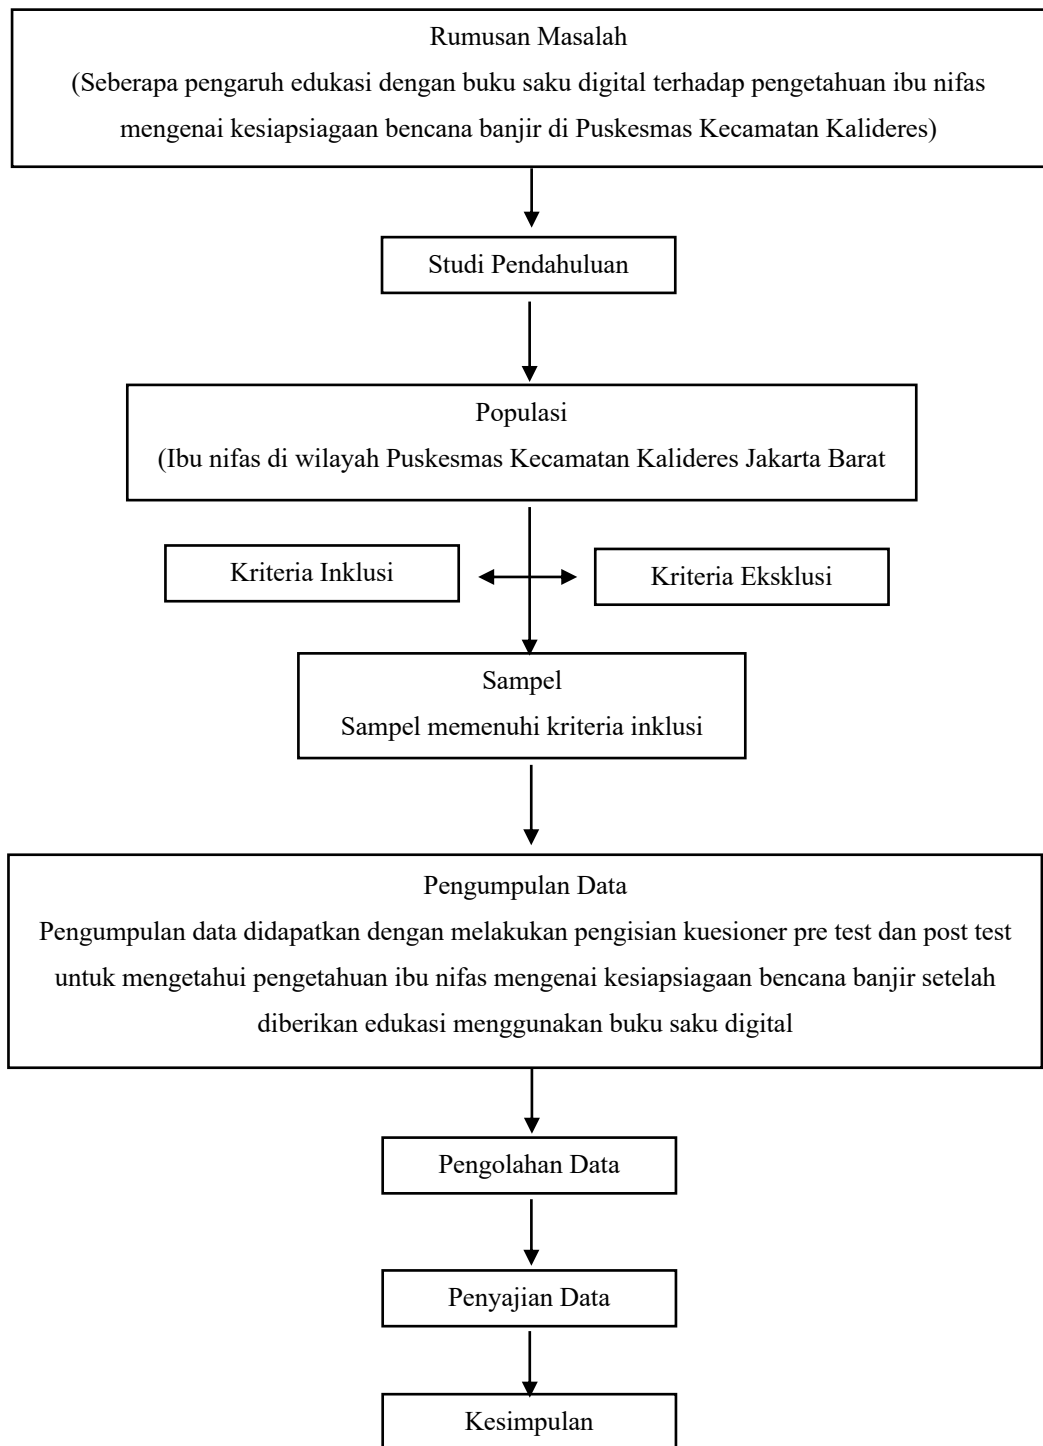 Rumusan Masalah
(Seberapa pengaruh edukasi dengan buku saku digital terhadap pengetahuan ibu nifas
mengenai kesiapsiagaan bencana banjir di Puskesmas Kecamatan Kalideres)
Studi Pendahuluan
Populasi
(Ibu nifas di wilayah Puskesmas Kecamatan Kalideres Jakarta Barat
Kriteria Inklusi
Kriteria Eksklusi
Sampel
Sampel memenuhi kriteria inklusi
Pengumpulan Data
Pengumpulan data didapatkan dengan melakukan pengisian kuesioner pre test dan post test
untuk mengetahui pengetahuan ibu nifas mengenai kesiapsiagaan bencana banjir setelah
diberikan edukasi menggunakan buku saku digital
Pengolahan Data
Penyajian Data
Kesimpulan